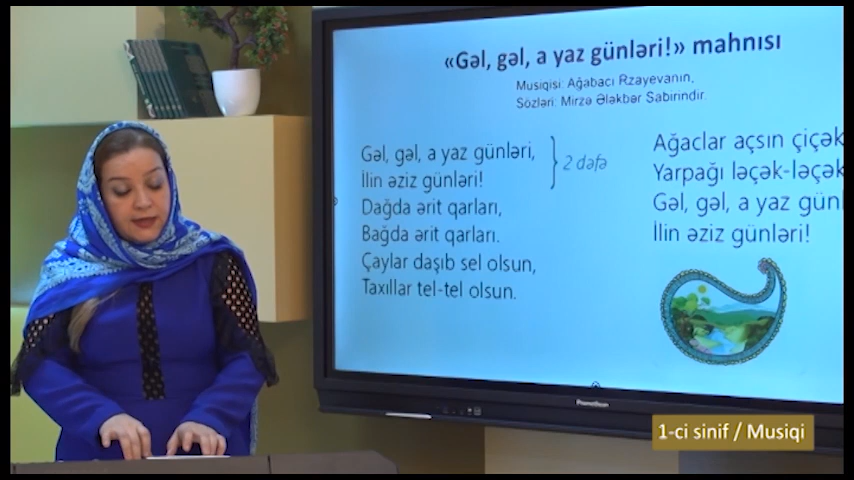 «Gəl, gəl, a yaz günləri!» mahnısı
Musiqisi: Ağabacı Rzayevanın,
Sözləri: Mirzə Ələkbər Sabirindir.
Gəl, gəl, a yaz günləri,
İlin əziz günləri!
2 dəfə
Dağda ərit qarları,
Bağda ərit qarları.
Çaylar daşıb sel olsun,
Taxıllar tel-tel olsun.
Ağaclar açsın çiçək
Yarpağı ləçək-ləçək
Gəl, gəl, a yaz günl
İlin əziz günləri!
Promethean
1-ci sinif / Musiqi